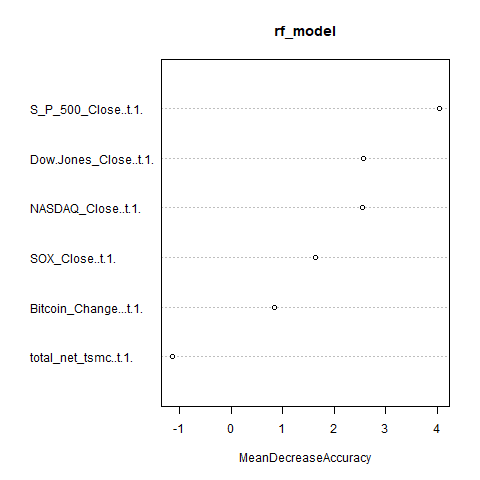 rf_model
S_P_500_Close..t.1.
Dow.Jones_Close..t.1.
NASDAQ_Close..t.1.
SOX_Close..t.1.
Bitcoin_Change...t.1.
total_net_tsmc..t.1.
-1 0 1 2 3 4
MeanDecreaseAccuracy